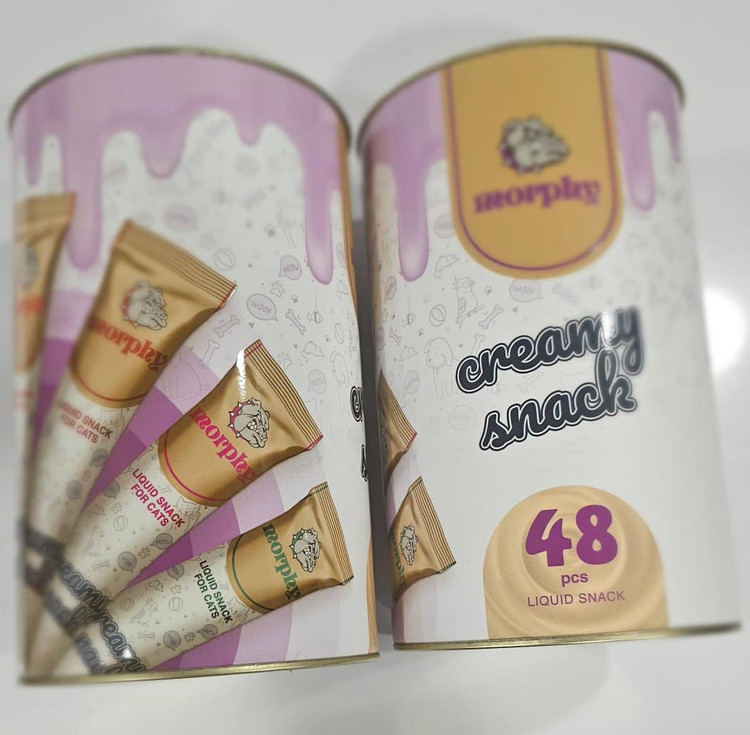 morphy
LIQUID SNACK
FOR CATS
morphy
LIQUID SNACK
FOR CATS
morphy
LIQUID SNACK
FOR CATS
morphy
creamy
snack
48
pcs
LIQUID SNACK